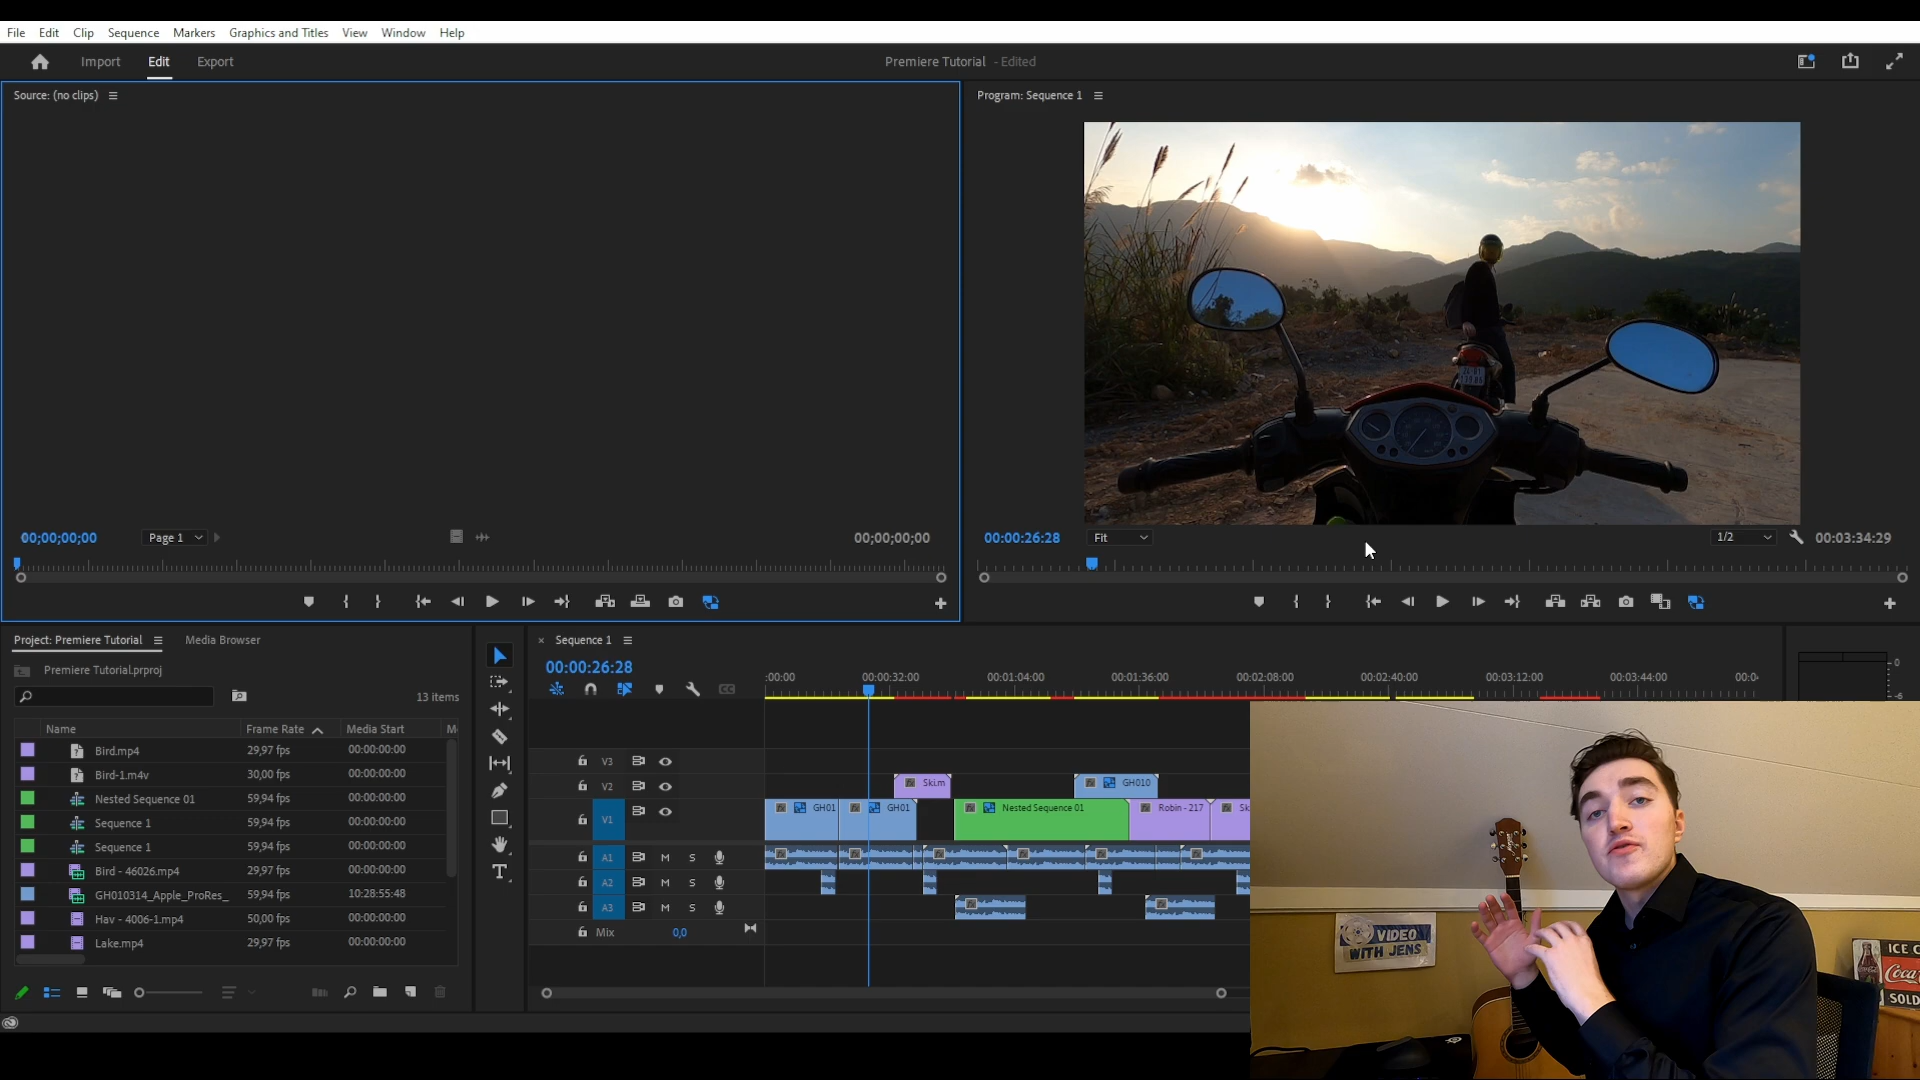 File Edit Clip Sequence Markers Graphics and Titles View Window Help
Import Edit Export Premiere Tutorial - Edited
Source: (no clips)
Program: Sequence 1
00;00;00;00 Page 1 00;00;00;00
00:00:26:28 Fit 1/2 00:03:34:29
Project: Premiere Tutorial Media Browser
Premiere Tutorial.prproj
13 items
Name Frame Rate Media Start M
Bird.mp4 29,97 fps 00:00:00:00
Bird-1.m4v 30,00 fps 00:00:00:00
Nested Sequence 01 59,94 fps 00:00:00:00
Sequence 1 59,94 fps 00:00:00:00
Sequence 1 59,94 fps 00:00:00:00
Bird - 46026.mp4 29,97 fps 00:00:00:00
GH010314_Apple_ProRes_ 59,94 fps 10:28:55:48
Hav - 4006-1.mp4 50,00 fps 00:00:00:00
Lake.mp4 29,97 fps 00:00:00:00
× Sequence 1
00:00:26:28
:00:00 00:00:32:00 00:01:04:00 00:01:36:00 00:02:08:00 00:02:40:00 00:03:12:00 00:03:44:00 00:0
0
-6
V3
V2 Ski.m GH010
V1 GH01 GH01 Nested Sequence 01 Robin - 217 Sk
A1 M S
A2 M S
A3 M S
Mix 0,0
VIDEO
WITH JENS
ICE C
Coca
SOLD